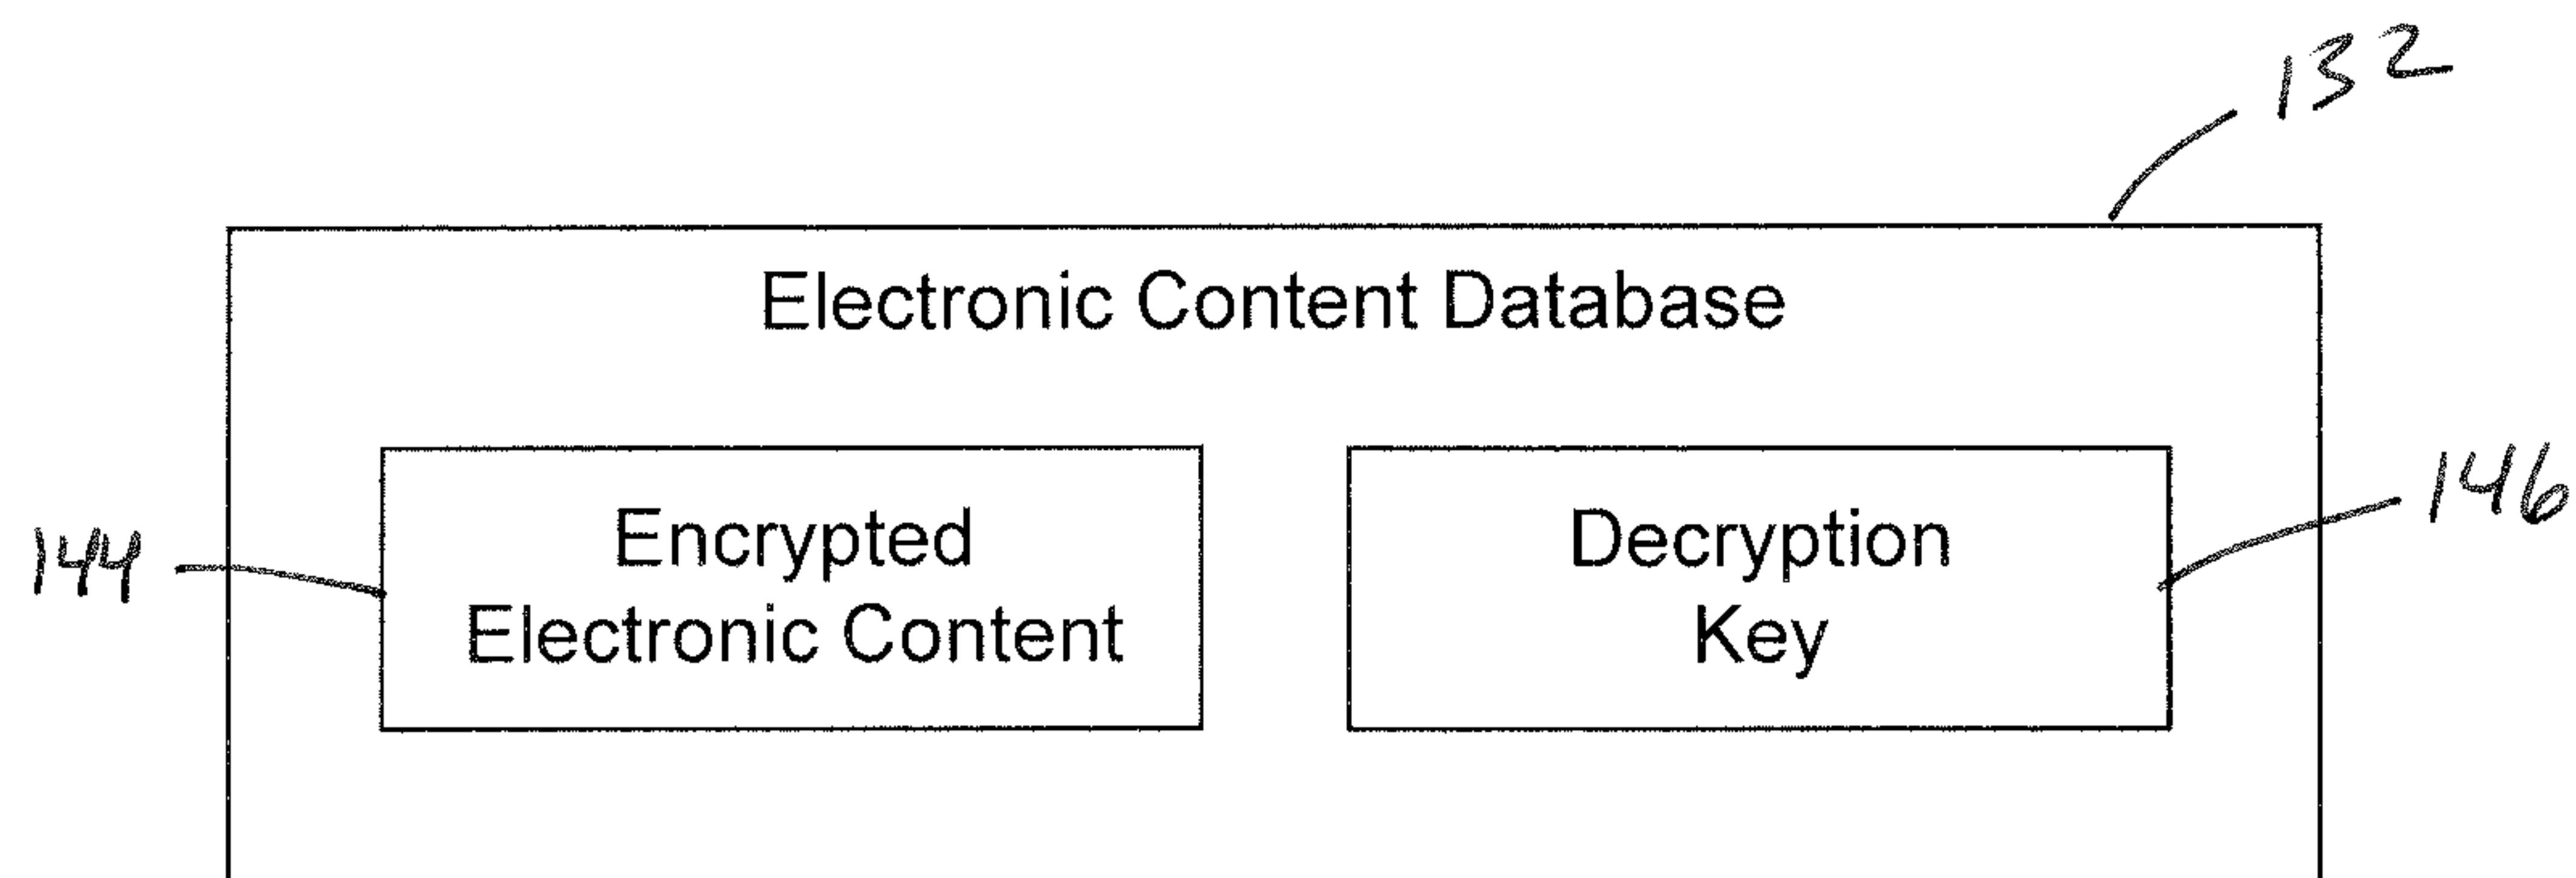 132
Electronic Content Database
144
Encrypted
Electronic Content
Decryption
Key
146